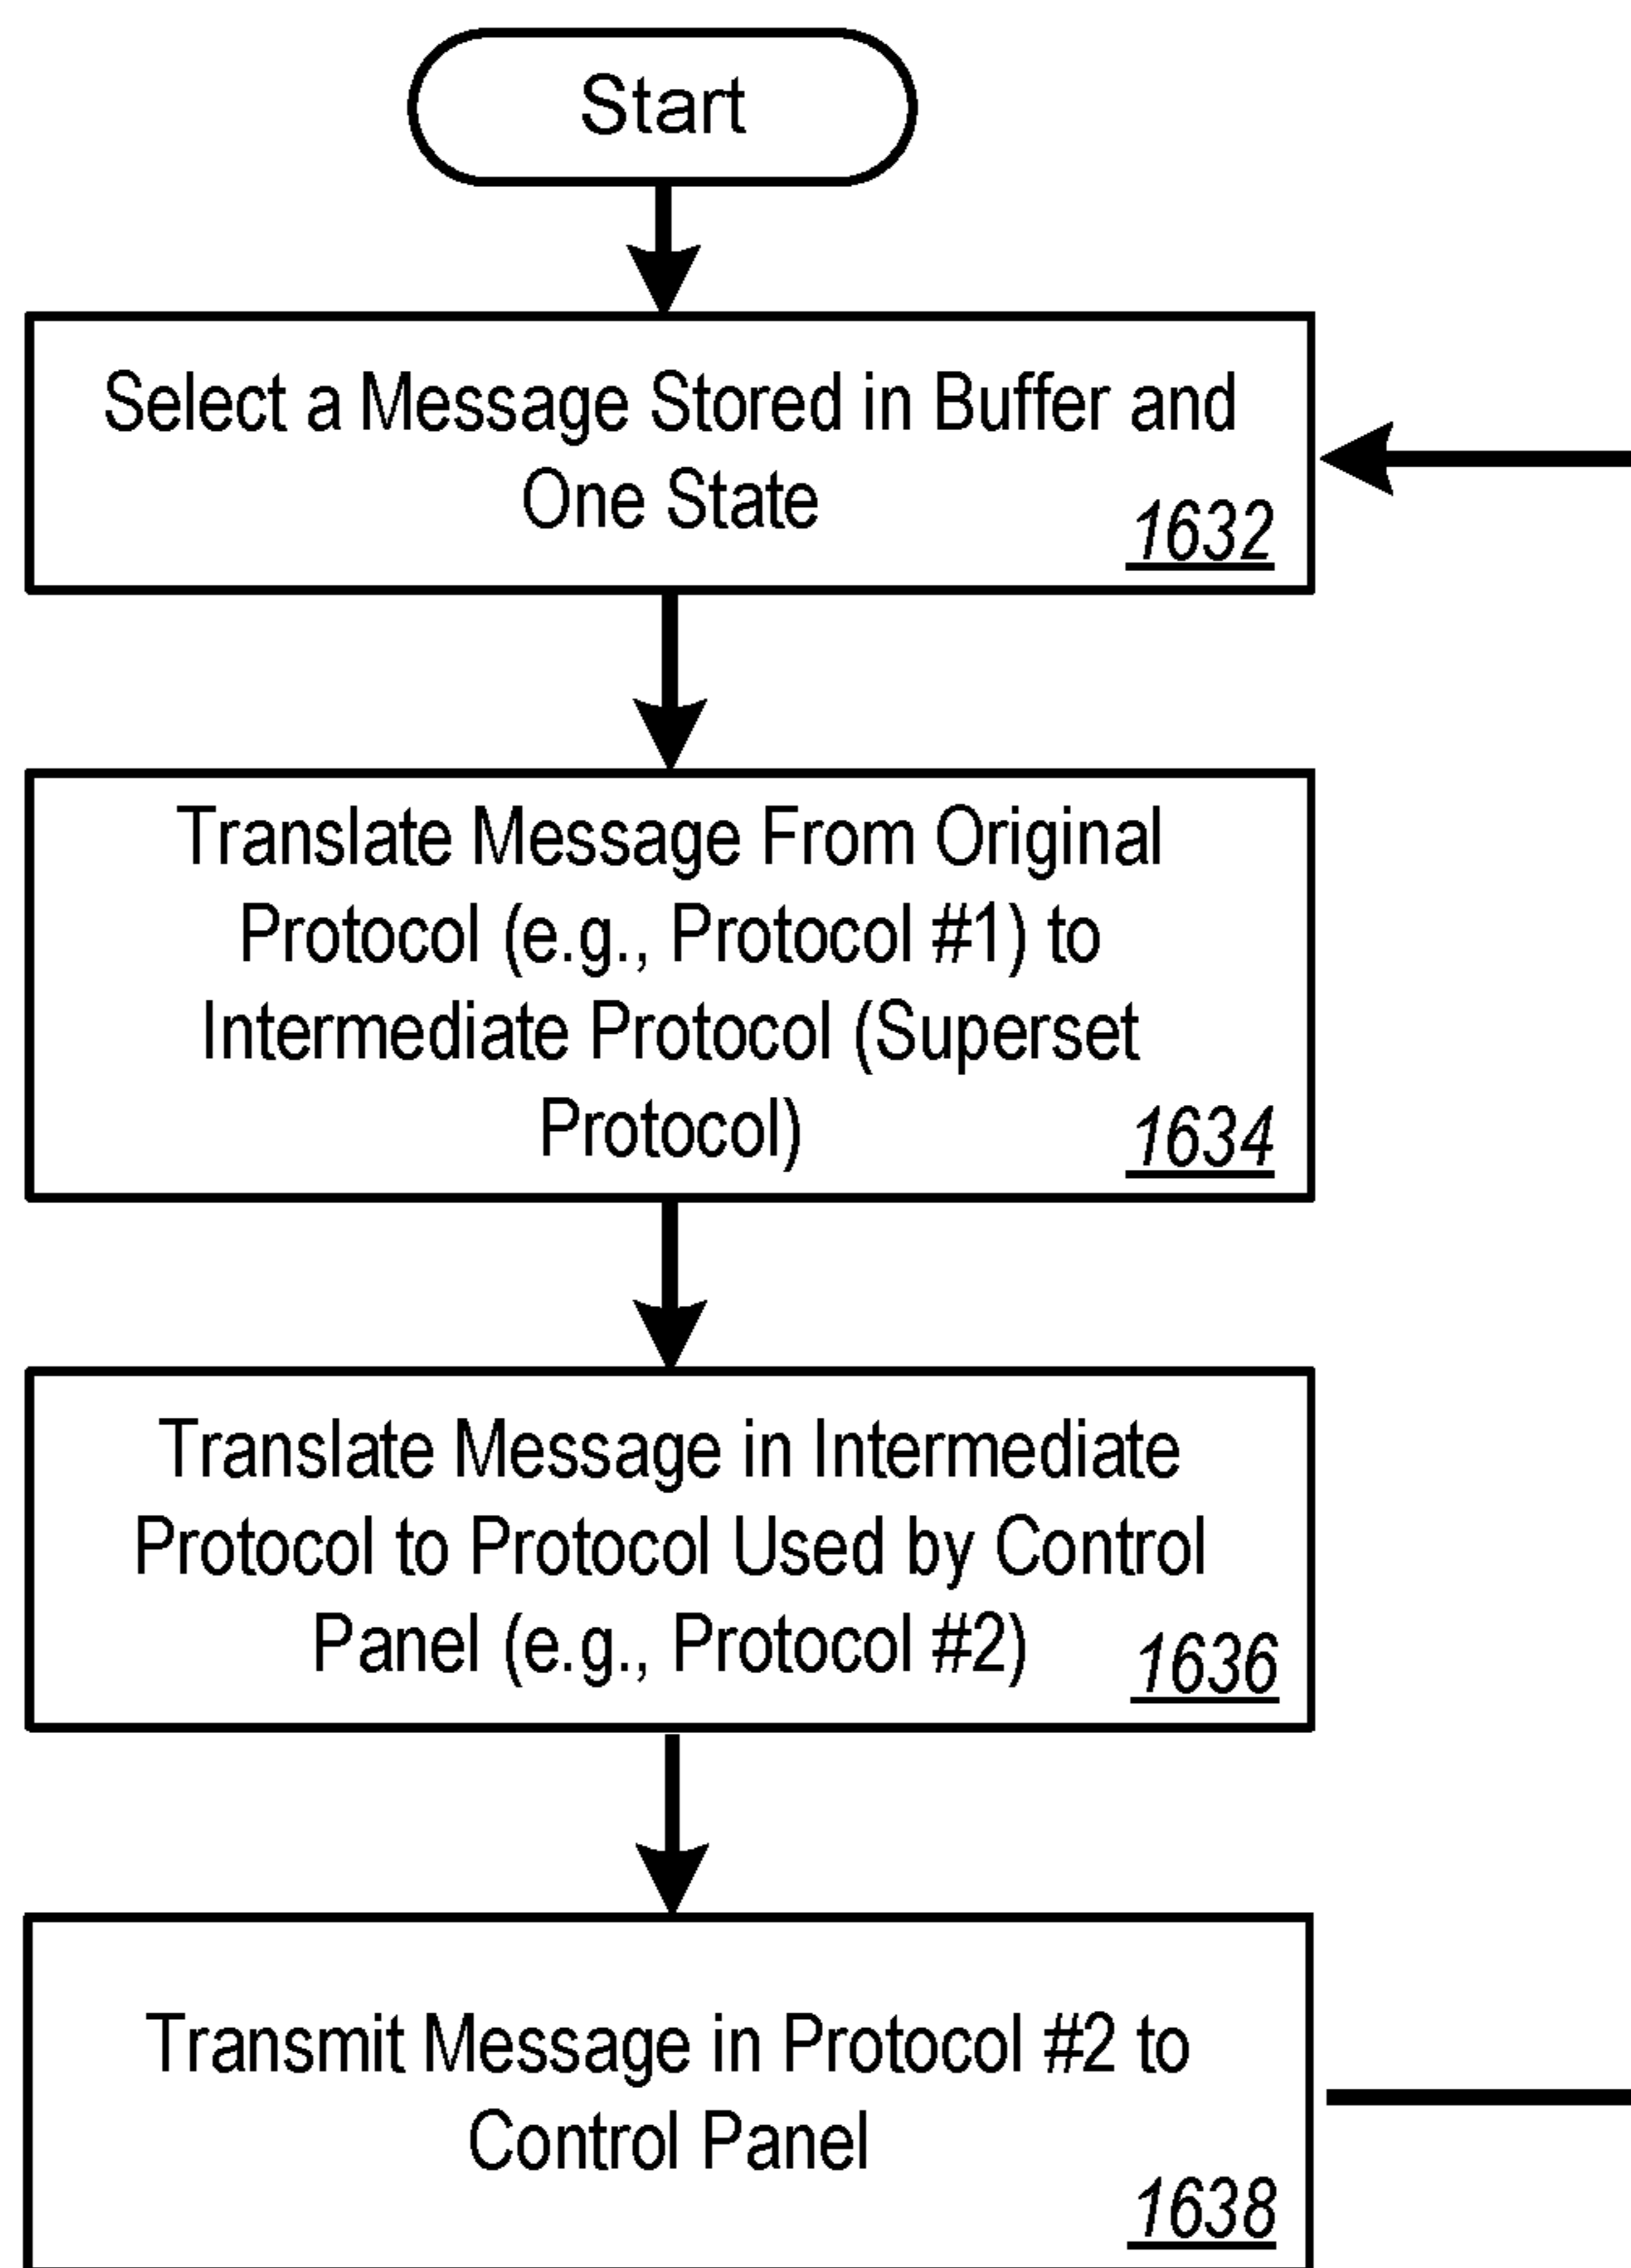 Start
Select a Message Stored in Buffer and
One State
1632
Translate Message From Original
Protocol (e.g., Protocol #1) to
Intermediate Protocol (Superset
Protocol)
1634
Translate Message in Intermediate
Protocol to Protocol Used by Control
Panel (e.g., Protocol #2)
1636
Transmit Message in Protocol #2 to
Control Panel
1638